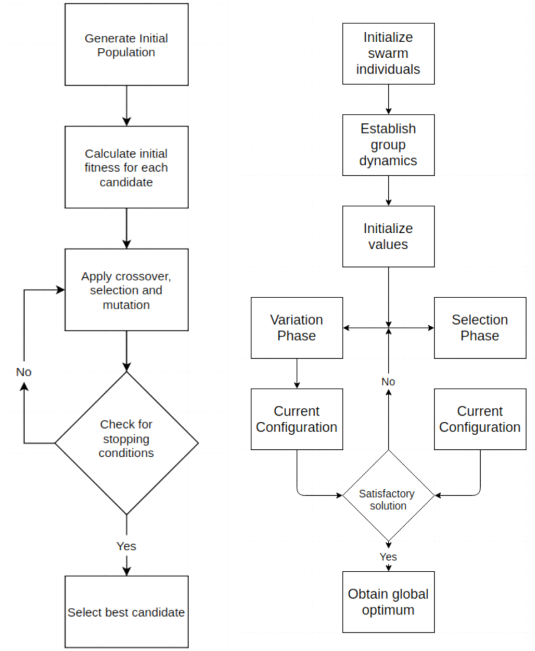 Generate Initial
Population
Calculate initial
fitness for each
candidate
Apply crossover,
selection and
mutation
No
Check for
stopping
conditions
Yes
Select best candidate
Initialize
swarm
individuals
Establish
group
dynamics
Initialize
values
Variation
Phase
Selection
Phase
No
Current
Configuration
Current
Configuration
Satisfactory
solution
Yes
Obtain global
optimum